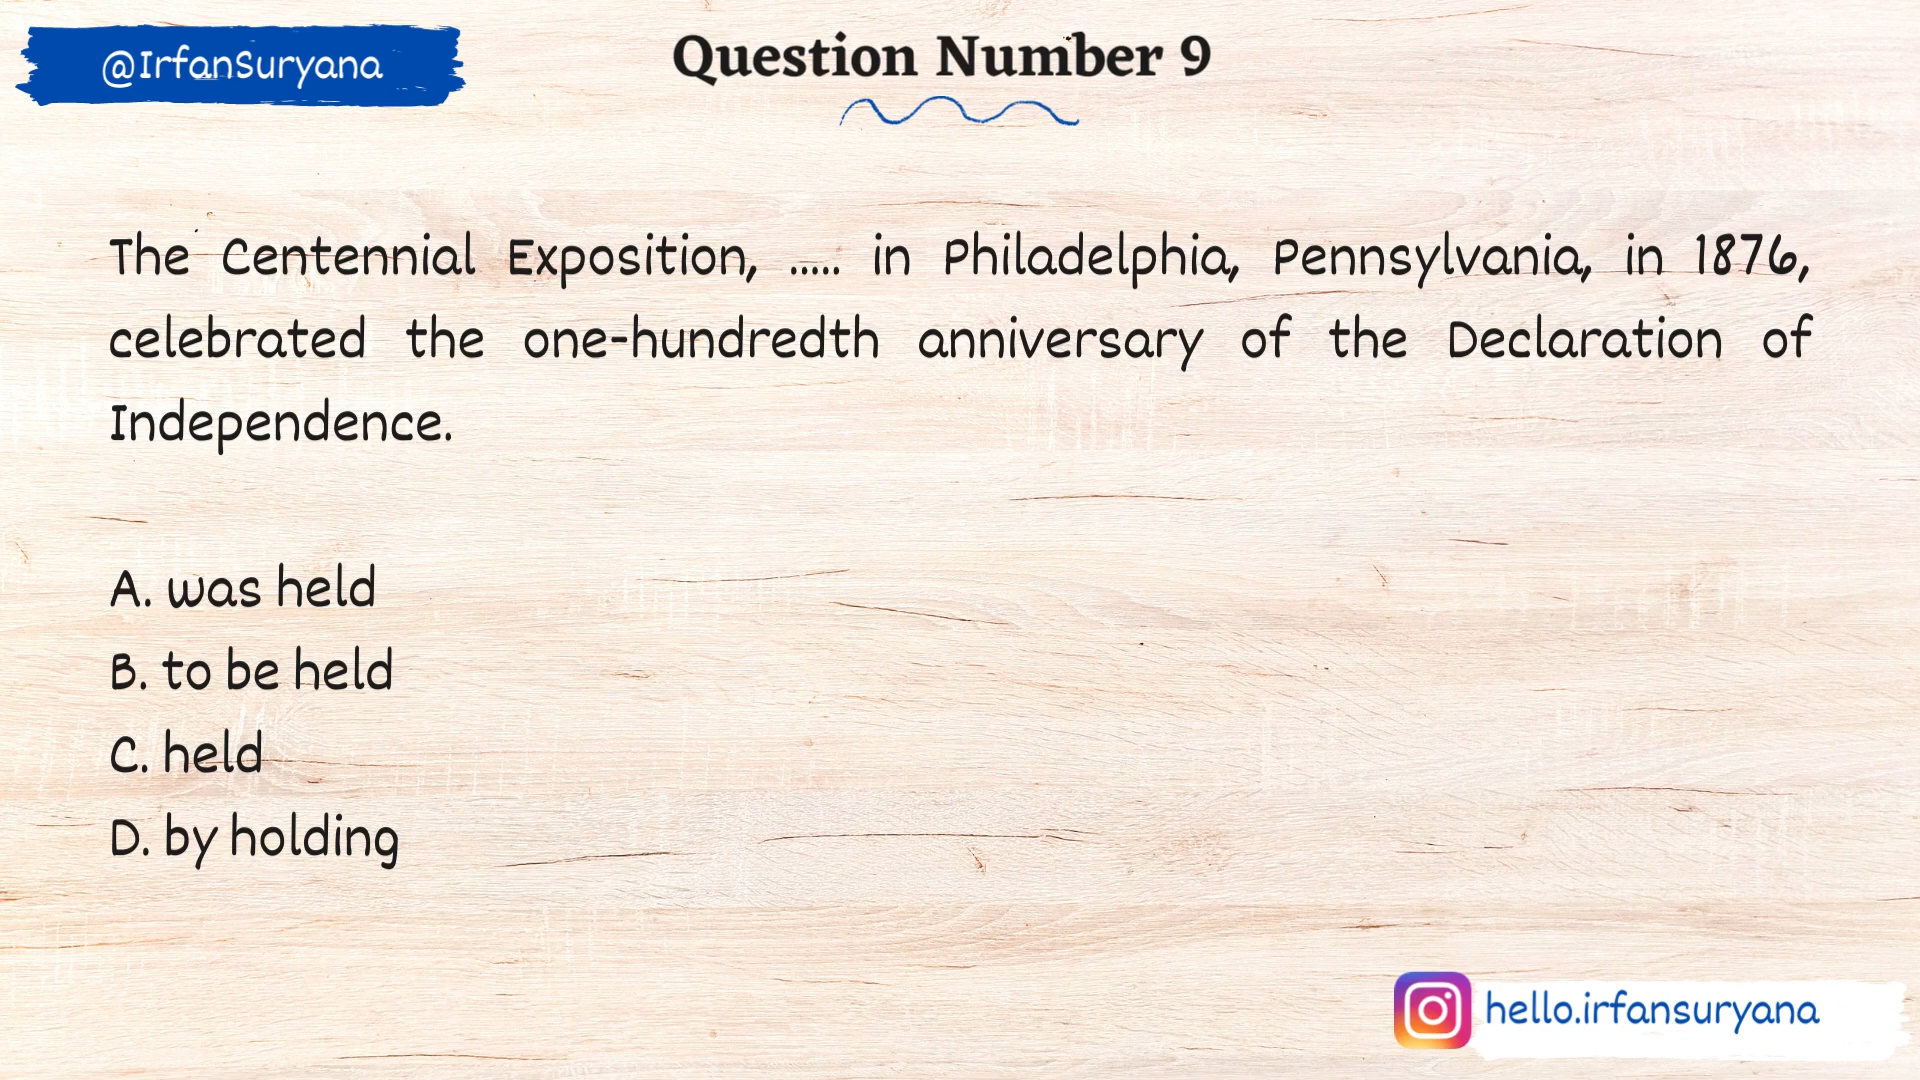 @IrfanSuryana
Question Number 9
The Centennial Exposition, ..... in Philadelphia, Pennsylvania, in 1876,
celebrated the one-hundredth anniversary of the Declaration of
Independence.
A. was held
B. to be held
C. held
D. by holding
hello.irfansuryana